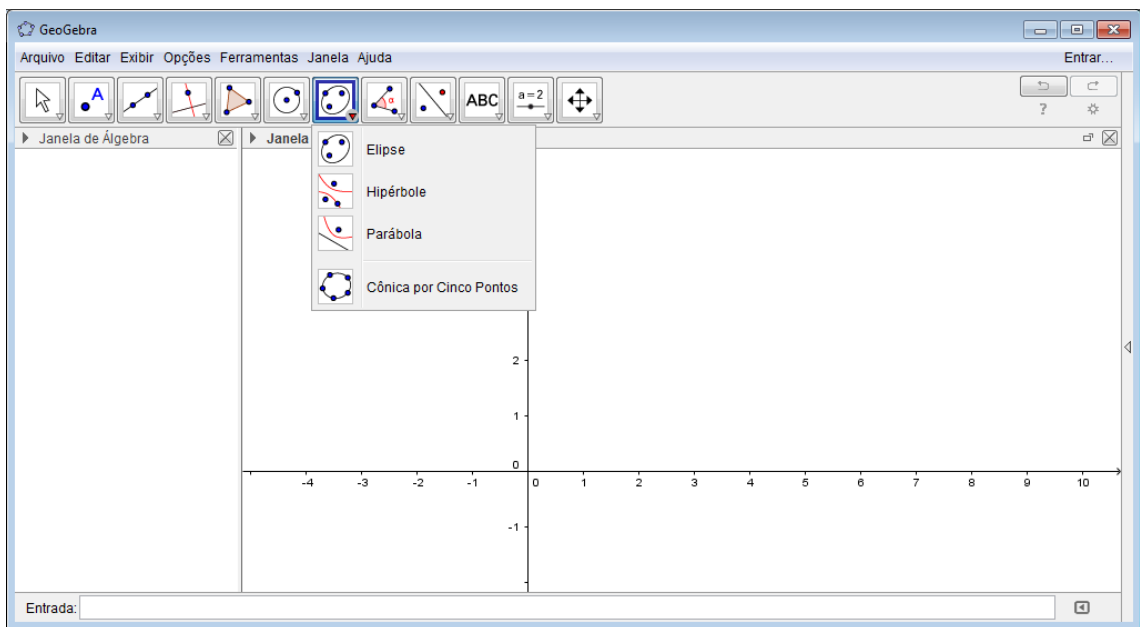 GeoGebra
Arquivo Editar Exibir Opções Ferramentas Janela Ajuda Entrar...
A α ABC a=2 ?
Janela de Álgebra Janela
Elipse
Hipérbole
Parábola
Cônica por Cinco Pontos
2
1
0
-4 -3 -2 -1 0 1 2 3 4 5 6 7 8 9 10
-1
Entrada: